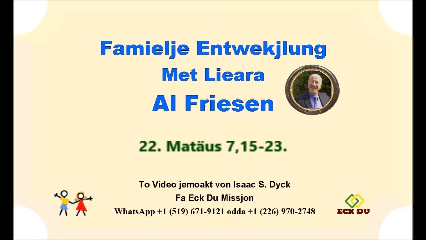 Famielje Entwekjlung
Met Lieara
Al Friesen
22. Matäus 7,15-23.
To Video jemoakt von Isaac S. Dyck
Fa Eck Du Missjon
WhatsApp +1 (519) 671-9121 odda +1 (226) 970-2748
ECK DU